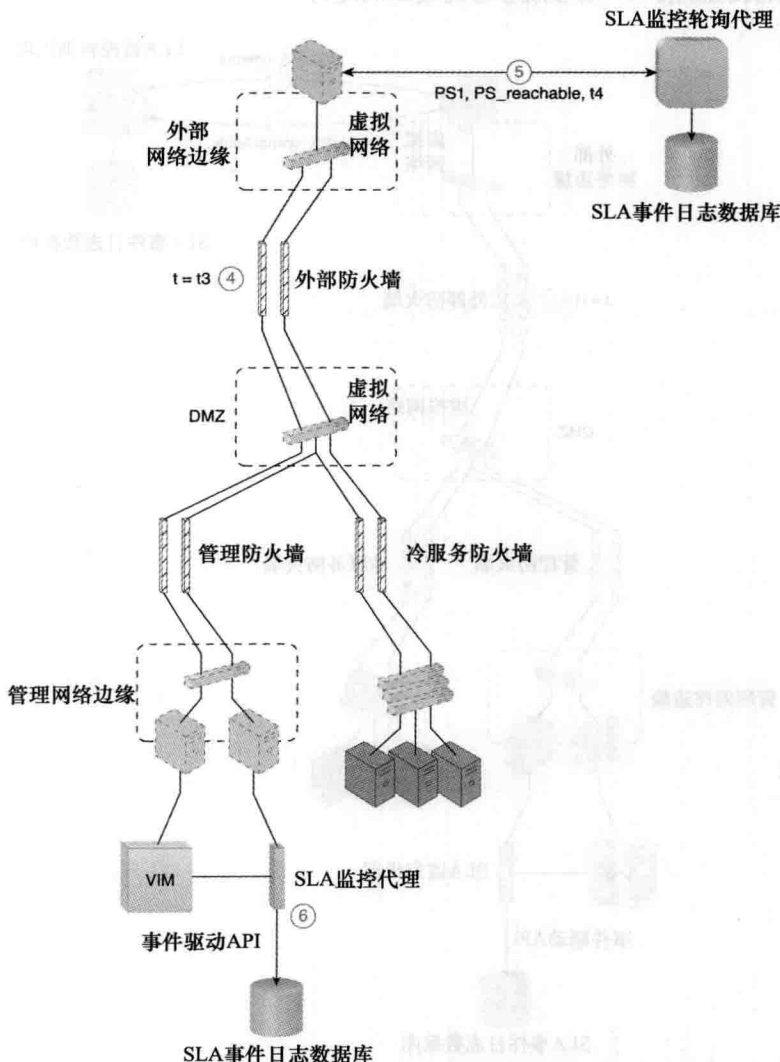 SLA监控轮询代理
⑤
PS1, PS_reachable, t4
外部
网络边缘
虚拟
网络
SLA事件日志数据库
t = t3 ④
外部防火墙
DMZ
虚拟
网络
管理防火墙
冷服务防火墙
管理网络边缘
VIM
SLA监控代理
⑥
事件驱动API
SLA事件日志数据库